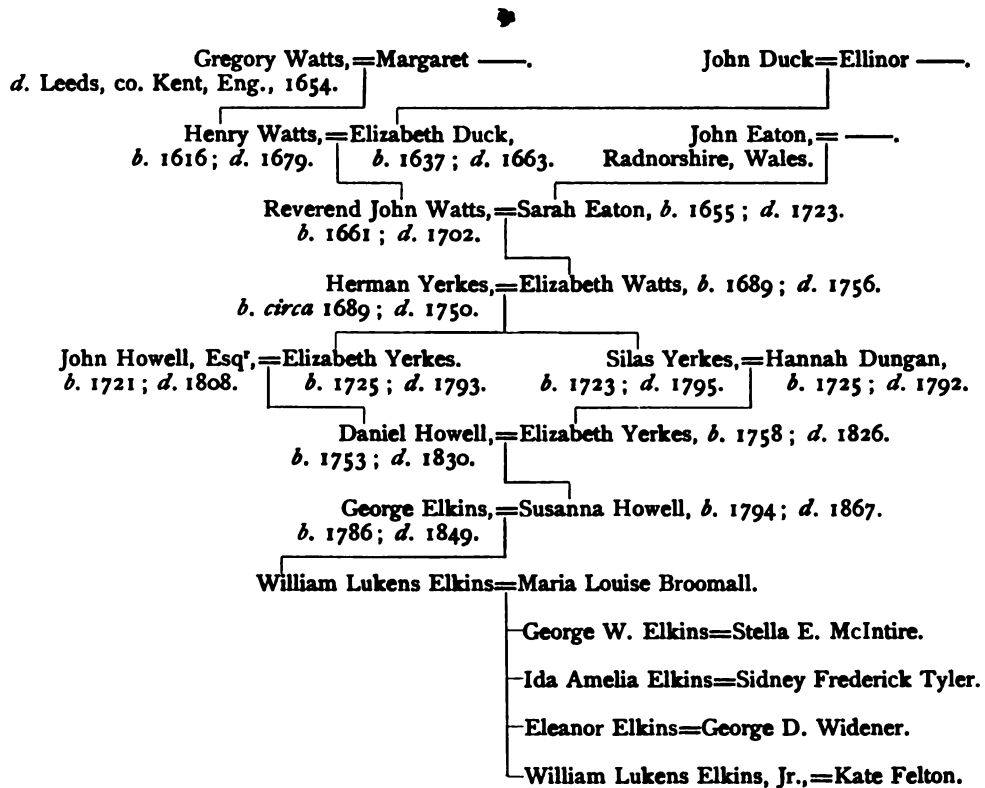 Gregory Watts,=Margaret ——. John Duck=Ellinor ——.
d. Leeds, co. Kent, Eng., 1654.
Henry Watts,=Elizabeth Duck, John Eaton,= ——.
b. 1616; d. 1679. b. 1637; d. 1663. Radnorshire, Wales.
Reverend John Watts,=Sarah Eaton, b. 1655; d. 1723.
b. 1661; d. 1702.
Herman Yerkes,=Elizabeth Watts, b. 1689; d. 1756.
b. circa 1689; d. 1750.
John Howell, Esqʳ,=Elizabeth Yerkes. Silas Yerkes,=Hannah Dungan,
b. 1721; d. 1808. b. 1725; d. 1793. b. 1723; d. 1795. b. 1725; d. 1792.
Daniel Howell,=Elizabeth Yerkes, b. 1758; d. 1826.
b. 1753; d. 1830.
George Elkins,=Susanna Howell, b. 1794; d. 1867.
b. 1786; d. 1849.
William Lukens Elkins=Maria Louise Broomall.
George W. Elkins=Stella E. McIntire.
Ida Amelia Elkins=Sidney Frederick Tyler.
Eleanor Elkins=George D. Widener.
William Lukens Elkins, Jr.,=Kate Felton.